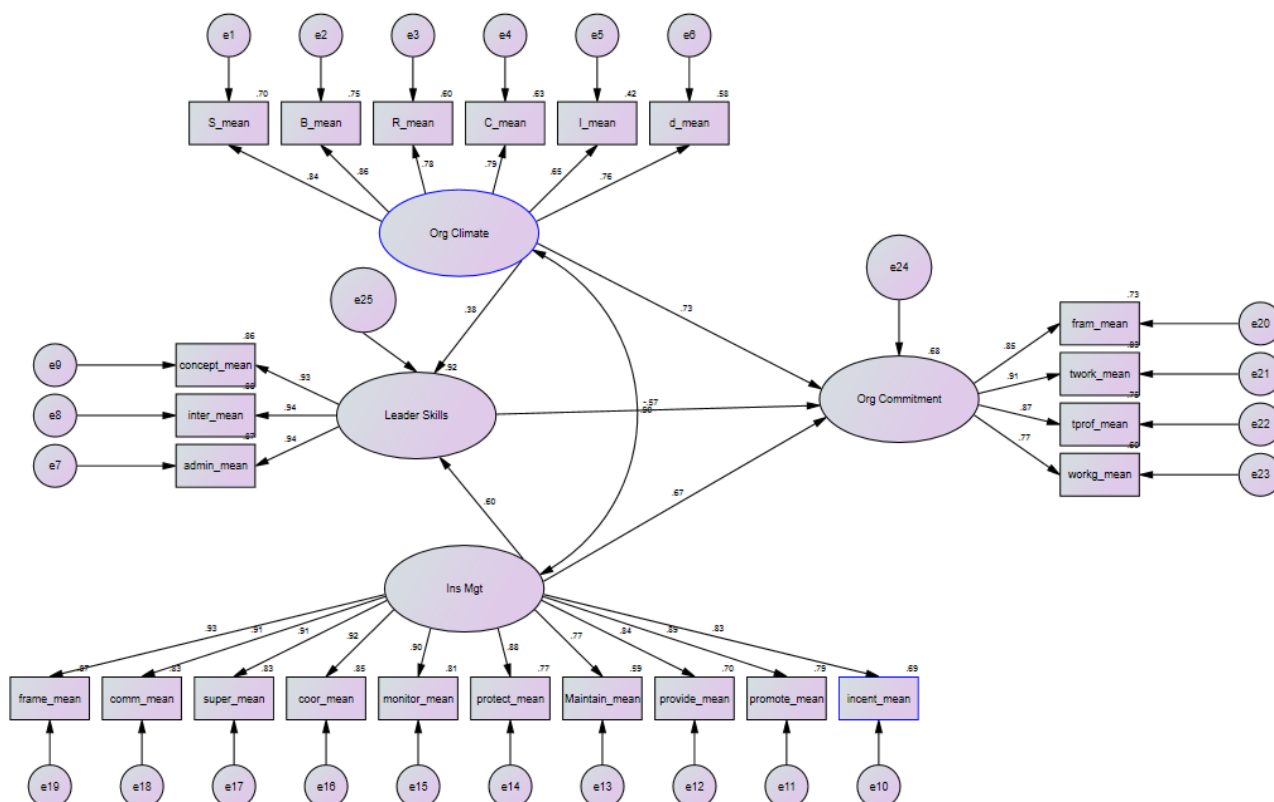 e1 e2 e3 e4 e5 e6
.70 .75 .60 .63 .42 .58
S_mean B_mean R_mean C_mean I_mean d_mean
.84 .86 .78 .79 .65 .76
Org Climate
e24
e25
.38 .73
.73
fram_mean e20
.86 .85 .83
e9 concept_mean .92 .68 twork_mean e21
.93 .91
e8 inter_mean .94 Leader Skills -.57 Org Commitment .87 tprof_mean e22
.87 .94 .77 .60
e7 admin_mean workg_mean e23
.60 .67
Ins Mgt
.93 .91 .91 .92 .90 .88 .77 .84 .89 .83
.87 .83 .83 .85 .81 .77 .59 .70 .79 .69
frame_mean comm_mean super_mean coor_mean monitor_mean protect_mean Maintain_mean provide_mean promote_mean incent_mean
e19 e18 e17 e16 e15 e14 e13 e12 e11 e10